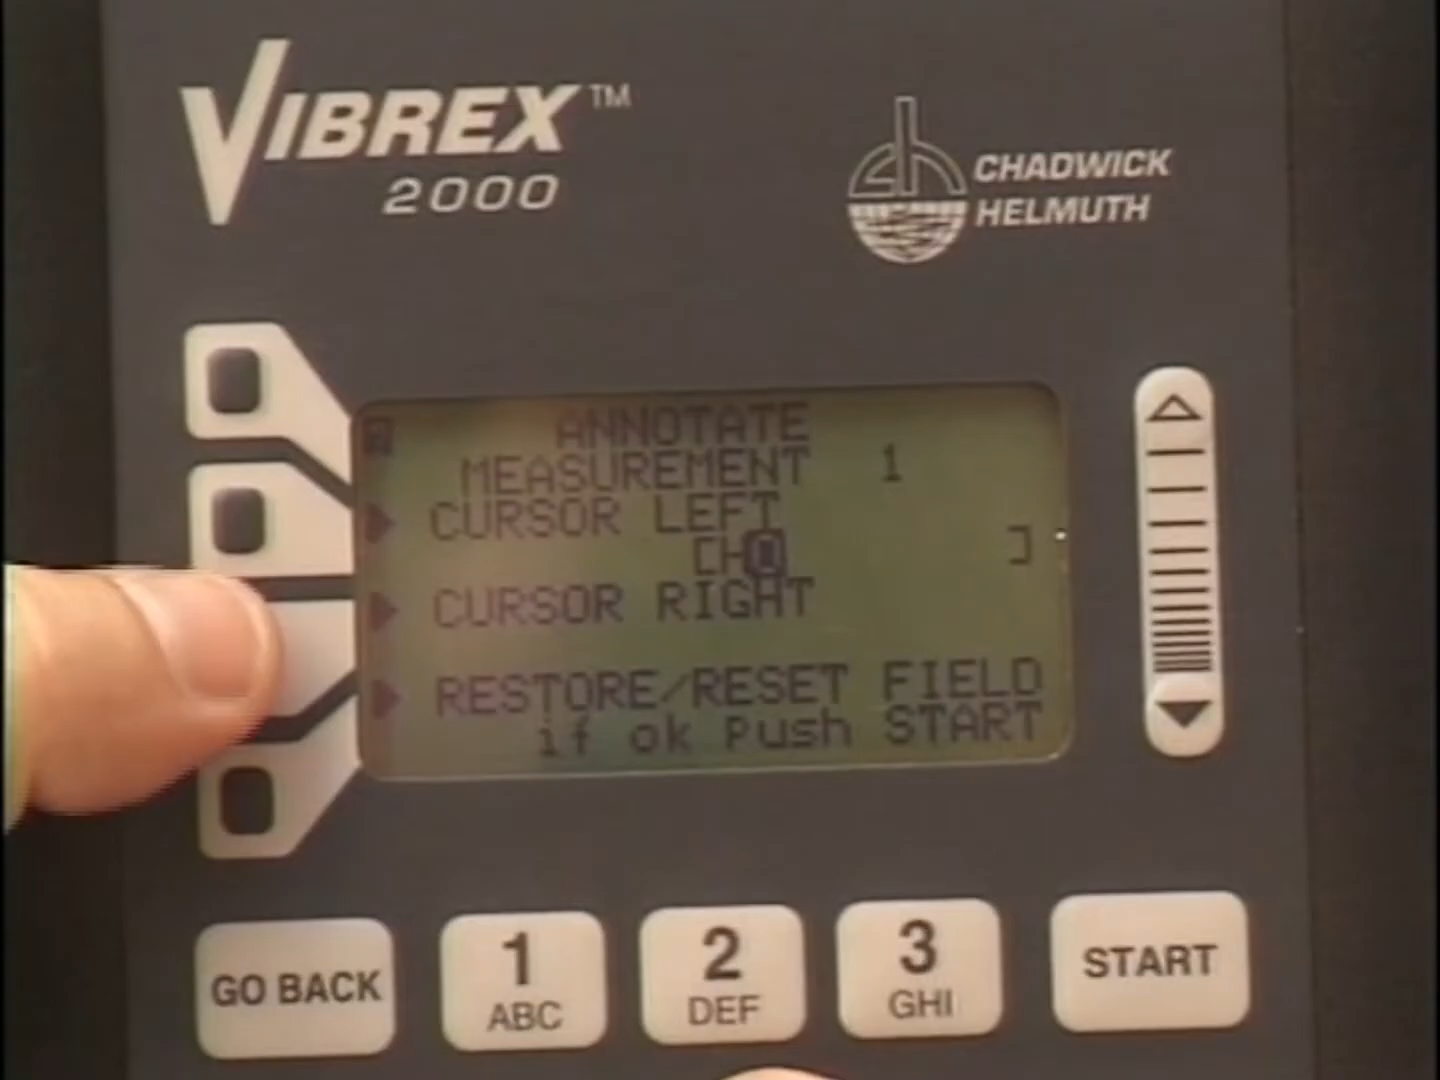 VIBREX™
2000
CHADWICK
HELMUTH
ANNOTATE
MEASUREMENT 1
CURSOR LEFT
[H ]
CURSOR RIGHT
RESTORE/RESET FIELD
if ok Push START
GO BACK
1
ABC
2
DEF
3
GHI
START